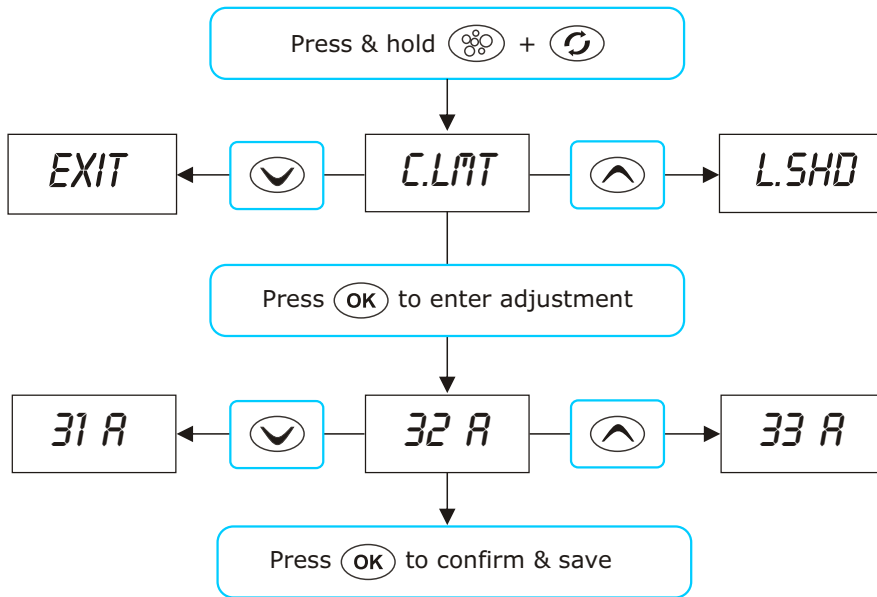 Press & hold +
EXIT
C.LMT
L.SHD
Press OK to enter adjustment
31 A
32 A
33 A
Press OK to confirm & save